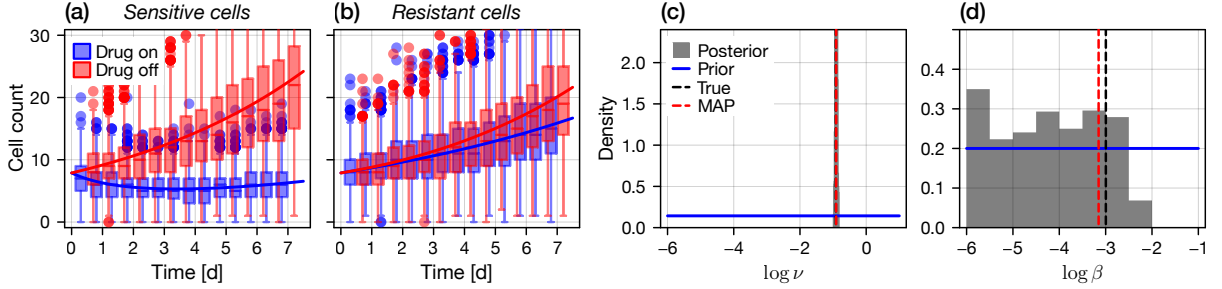 (a) Sensitive cells
(b) Resistant cells
(c)
(d)
Cell count
30
20
10
0
Drug on
Drug off
0 1 2 3 4 5 6 7
Time [d]
0 1 2 3 4 5 6 7
Time [d]
Density
2.0
1.5
1.0
0.5
0.0
Posterior
Prior
True
MAP
-6 -4 -2 0
log ν
0.4
0.3
0.2
0.1
0.0
-6 -5 -4 -3 -2 -1
log β